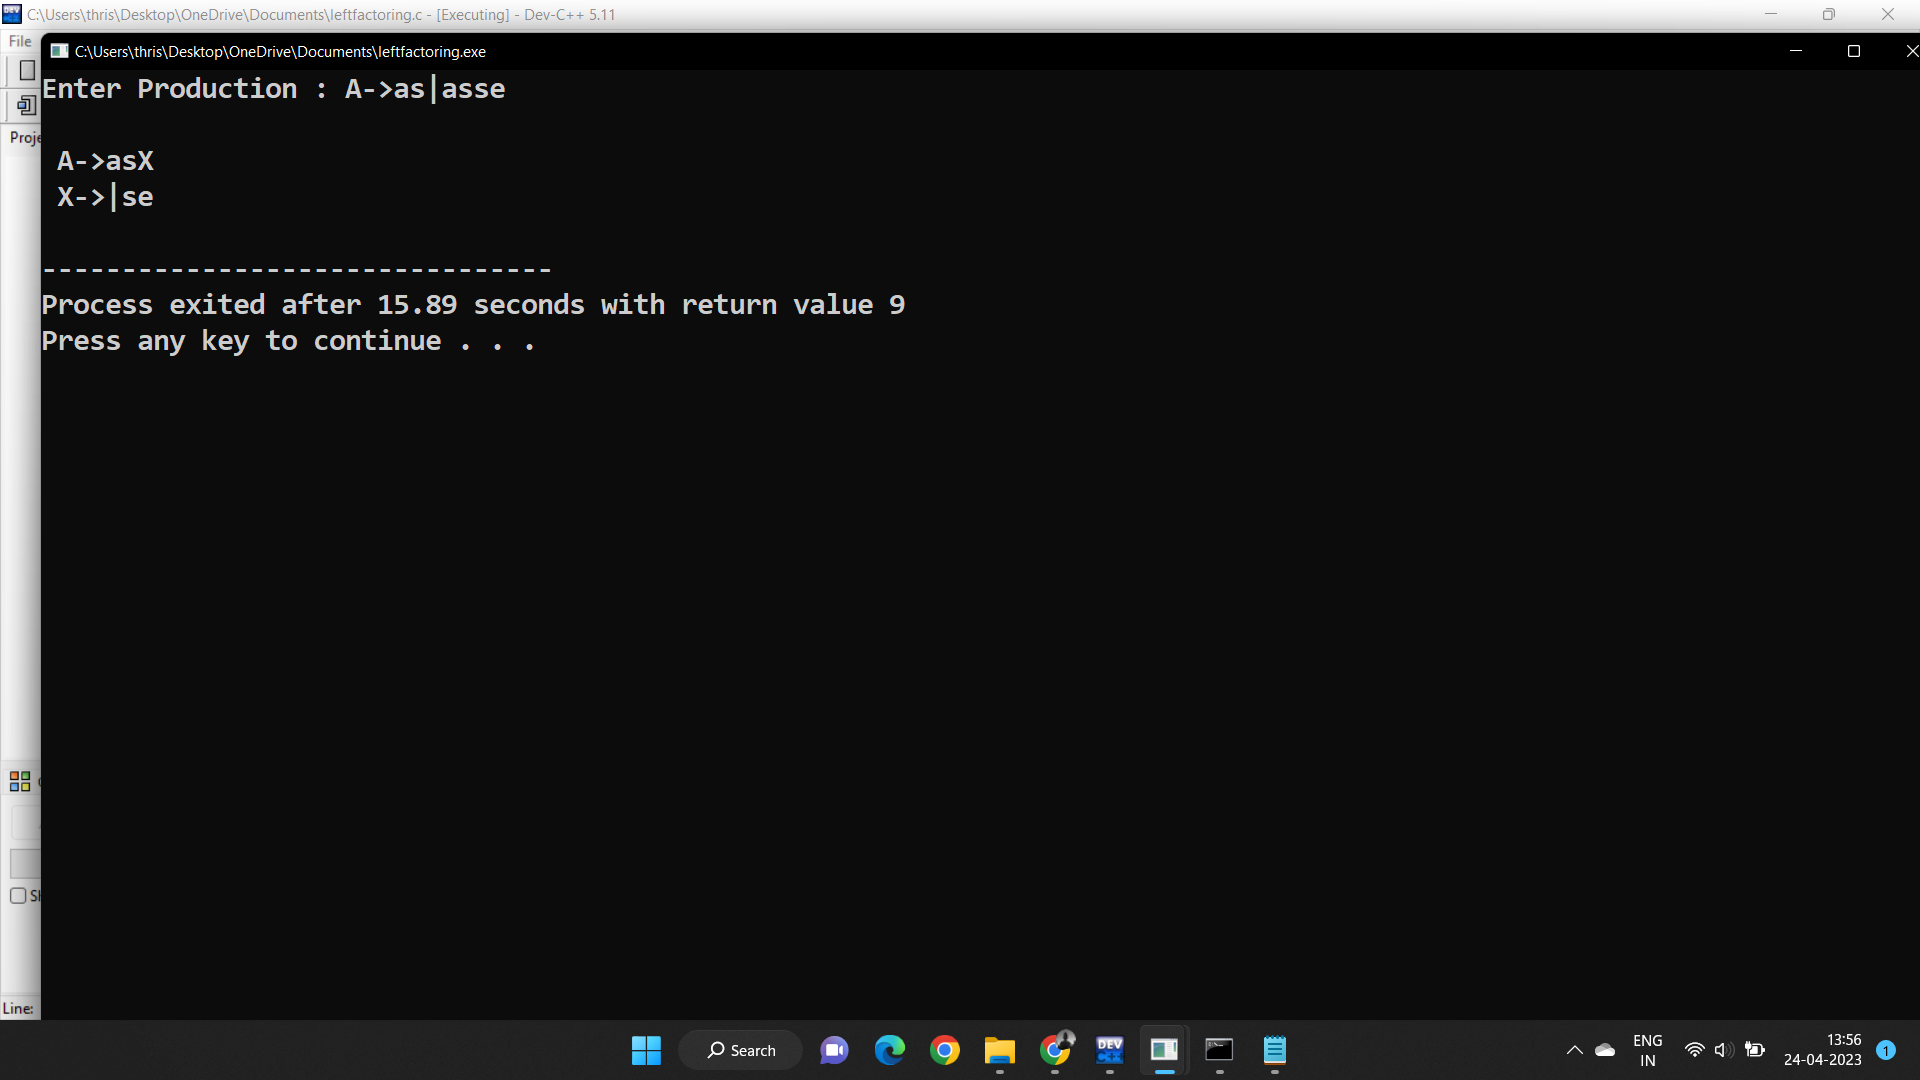 C:\Users\thris\Desktop\OneDrive\Documents\leftfactoring.c - [Executing] - Dev-C++ 5.11
File
C:\Users\thris\Desktop\OneDrive\Documents\leftfactoring.exe
Enter Production : A->as|asse
Proje
A->asX
X->|se
--------------------------------
Process exited after 15.89 seconds with return value 9
Press any key to continue . . .
Line:
DEV C++
Search
ENG
IN
13:56
24-04-2023
1